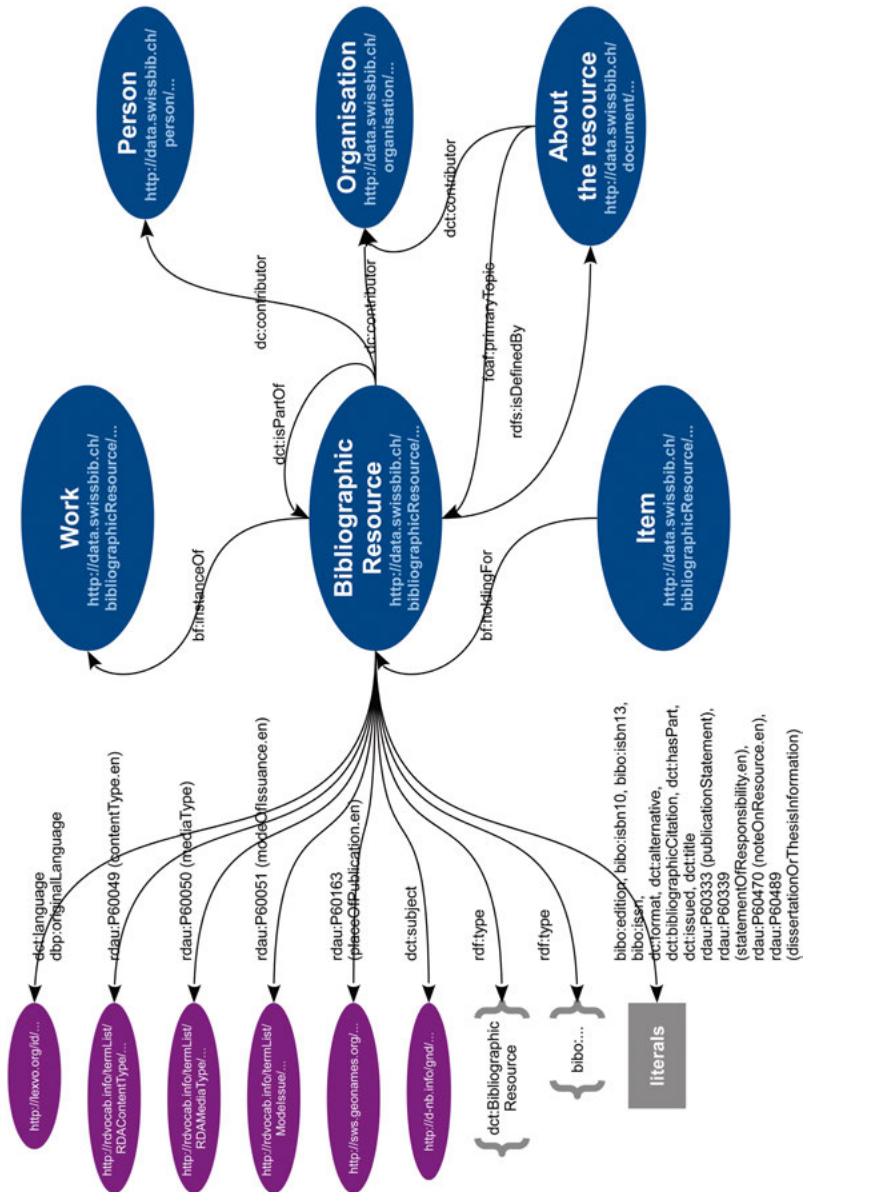 Person
http://data.swissbib.ch/
person/...
Organisation
http://data.swissbib.ch/
organisation/...
About
the resource
http://data.swissbib.ch/
document/...
dc:contributor
dc:contributor
dct:contributor
dct:isPartOf
foaf:primaryTopic
rdfs:isDefinedBy
Work
http://data.swissbib.ch/
bibliographicResource/...
Bibliographic
Resource
http://data.swissbib.ch/
bibliographicResource/...
Item
http://data.swissbib.ch/
bibliographicResource/...
bf:instanceOf
bf:holdingFor
dct:language
dbp:originalLanguage
rdau:P60049 (contentType.en)
rdau:P60050 (mediaType)
rdau:P60051 (modeOfIssuance.en)
rdau:P60163
(placeOfPublication.en)
dct:subject
rdf:type
rdf:type
bibo:edition, bibo:isbn10, bibo:isbn13,
bibo:issn,
dc:format, dct:alternative,
dct:bibliographicCitation, dct:hasPart,
dct:issued, dct:title
rdau:P60333 (publicationStatement),
rdau:P60339
(statementOfResponsibility.en),
rdau:P60470 (noteOnResource.en),
rdau:P60489
(dissertationOrThesisInformation)
http://lexvo.org/id/...
http://rdvocab.info/termList/
RDAContentType/...
http://rdvocab.info/termList/
RDAMediaType/...
http://rdvocab.info/termList/
ModeIssue/...
http://sws.geonames.org/...
http://d-nb.info/gnd/...
{dct:Bibliographic
Resource}
{bibo:...}
literals